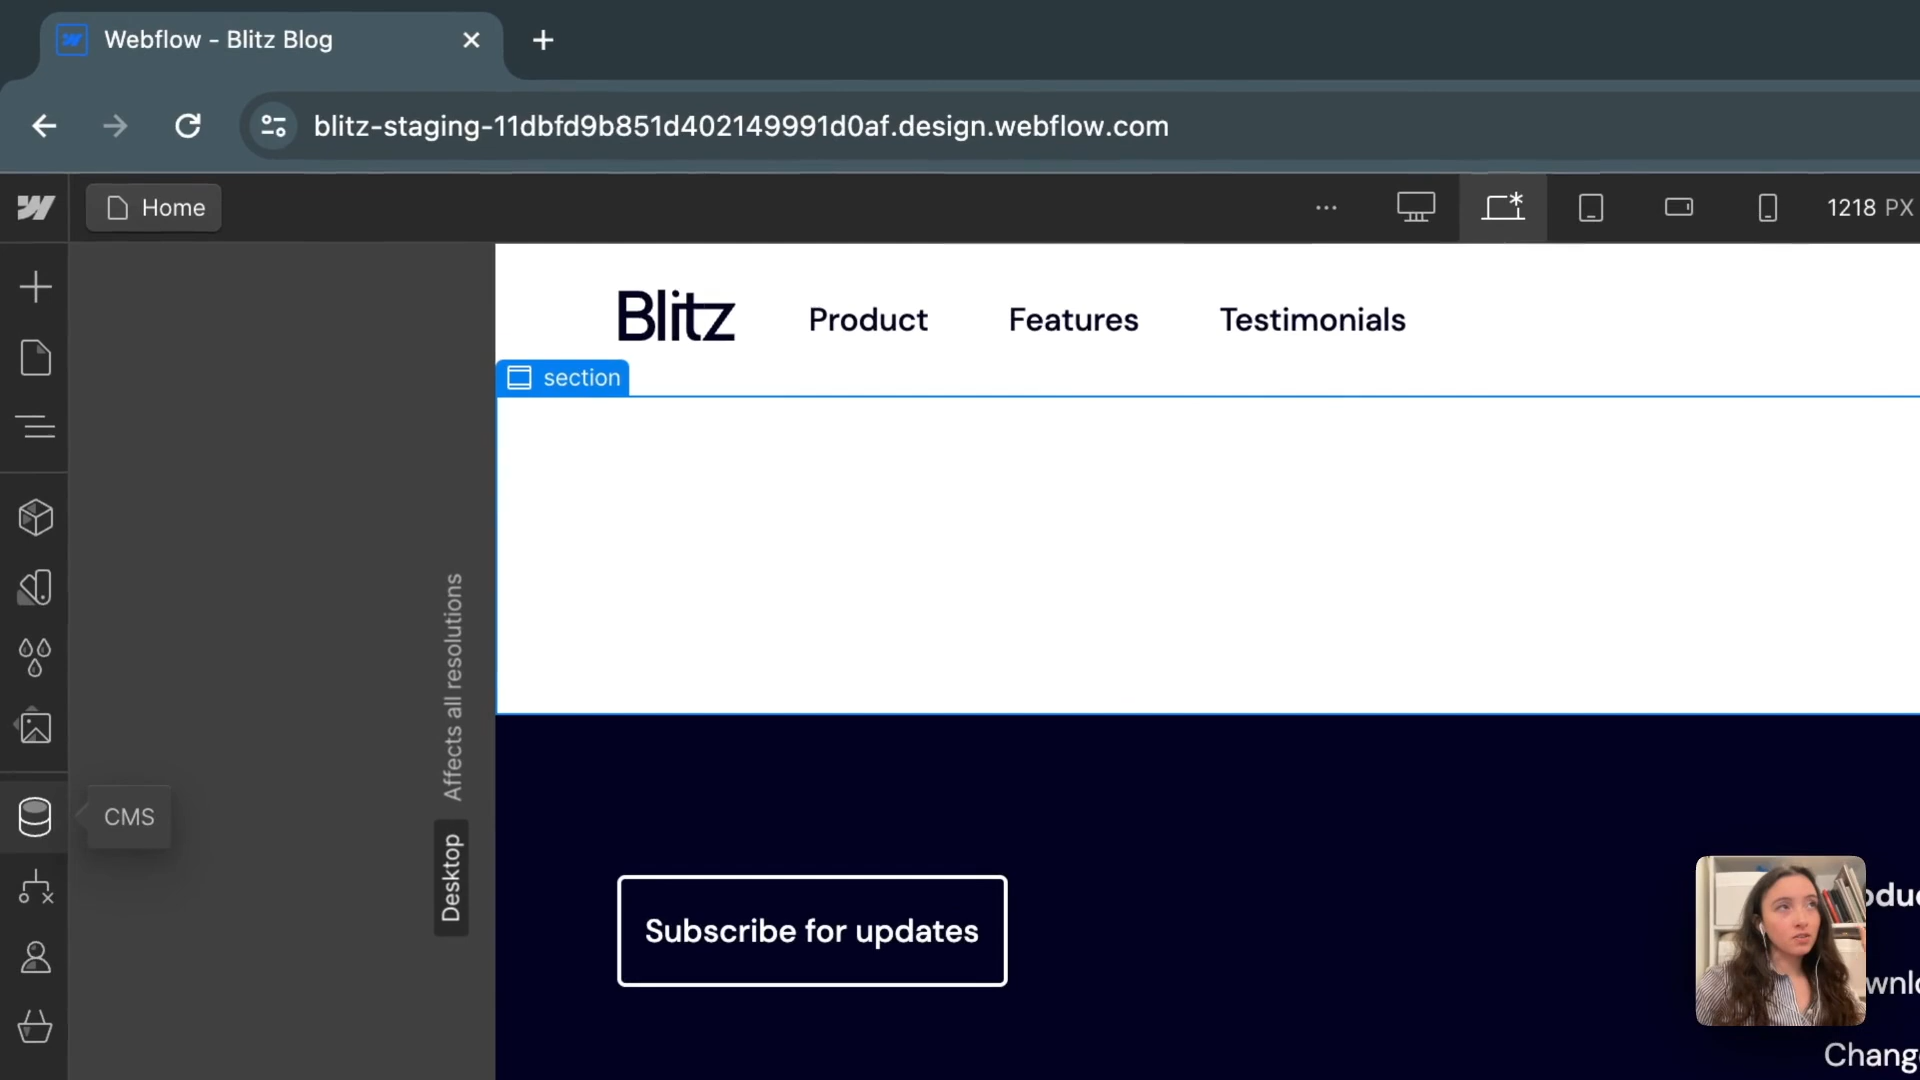 Webflow - Blitz Blog
blitz-staging-11dbfd9b851d402149991d0af.design.webflow.com
Home
1218 PX
Blitz Product Features Testimonials
section
Affects all resolutions
Desktop
CMS
Subscribe for updates